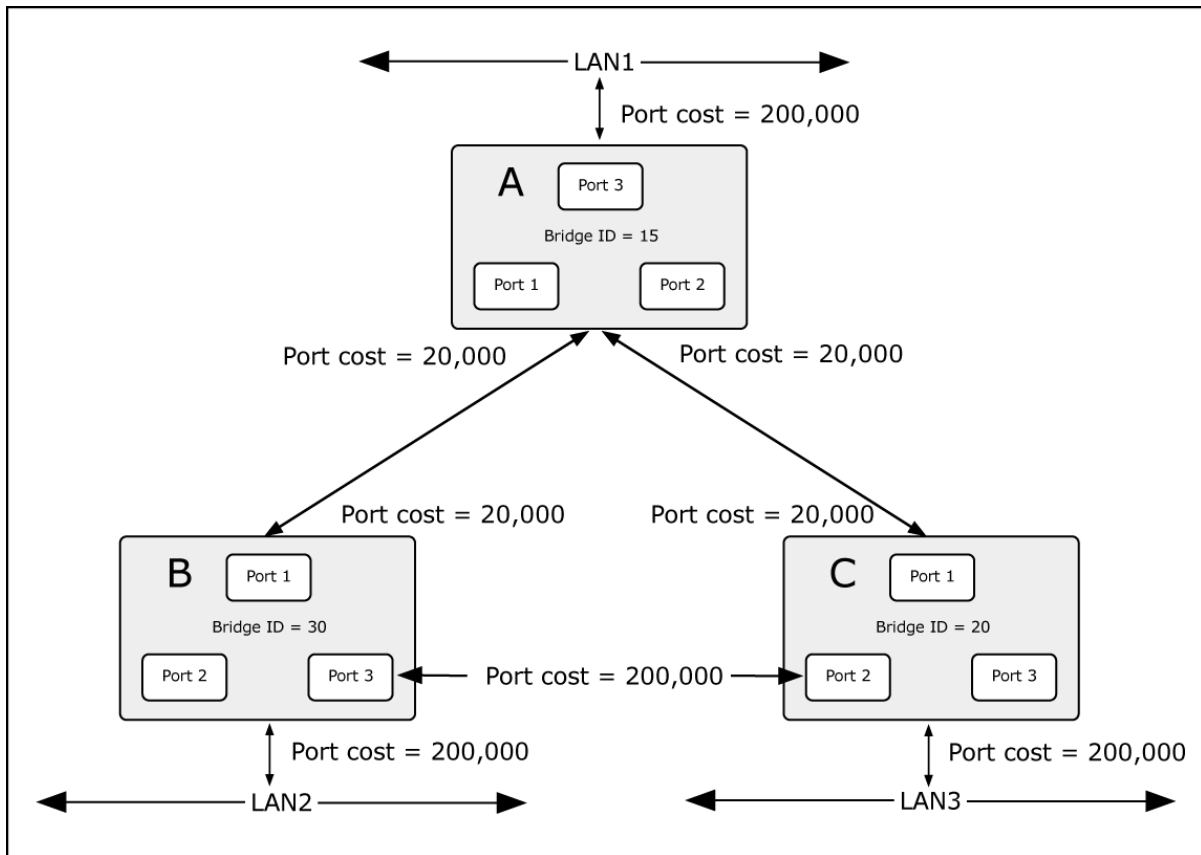 LAN1
Port cost = 200,000
A
Port 3
Bridge ID = 15
Port 1
Port 2
Port cost = 20,000
Port cost = 20,000
Port cost = 20,000
Port cost = 20,000
B
Port 1
Bridge ID = 30
Port 2
Port 3
Port cost = 200,000
C
Port 1
Bridge ID = 20
Port 2
Port 3
Port cost = 200,000
LAN2
Port cost = 200,000
LAN3